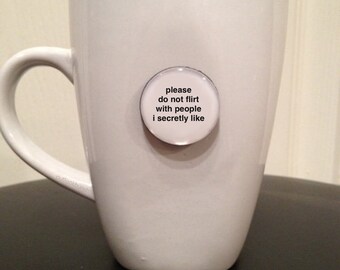 please
do not flirt
with people
i secretly like